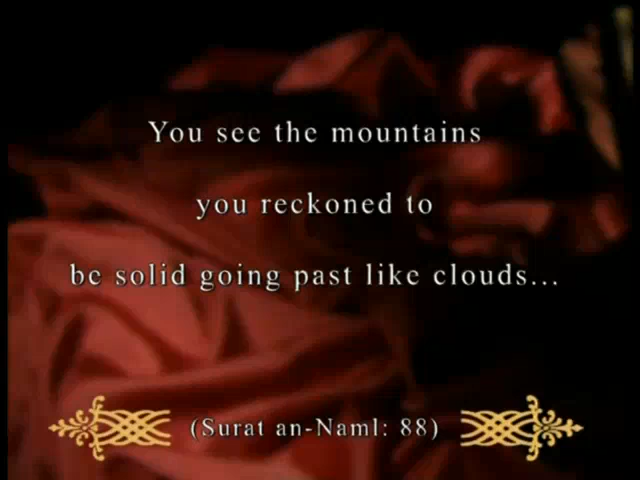 You see the mountains
you reckoned to
be solid going past like clouds...
(Surat an-Naml: 88)